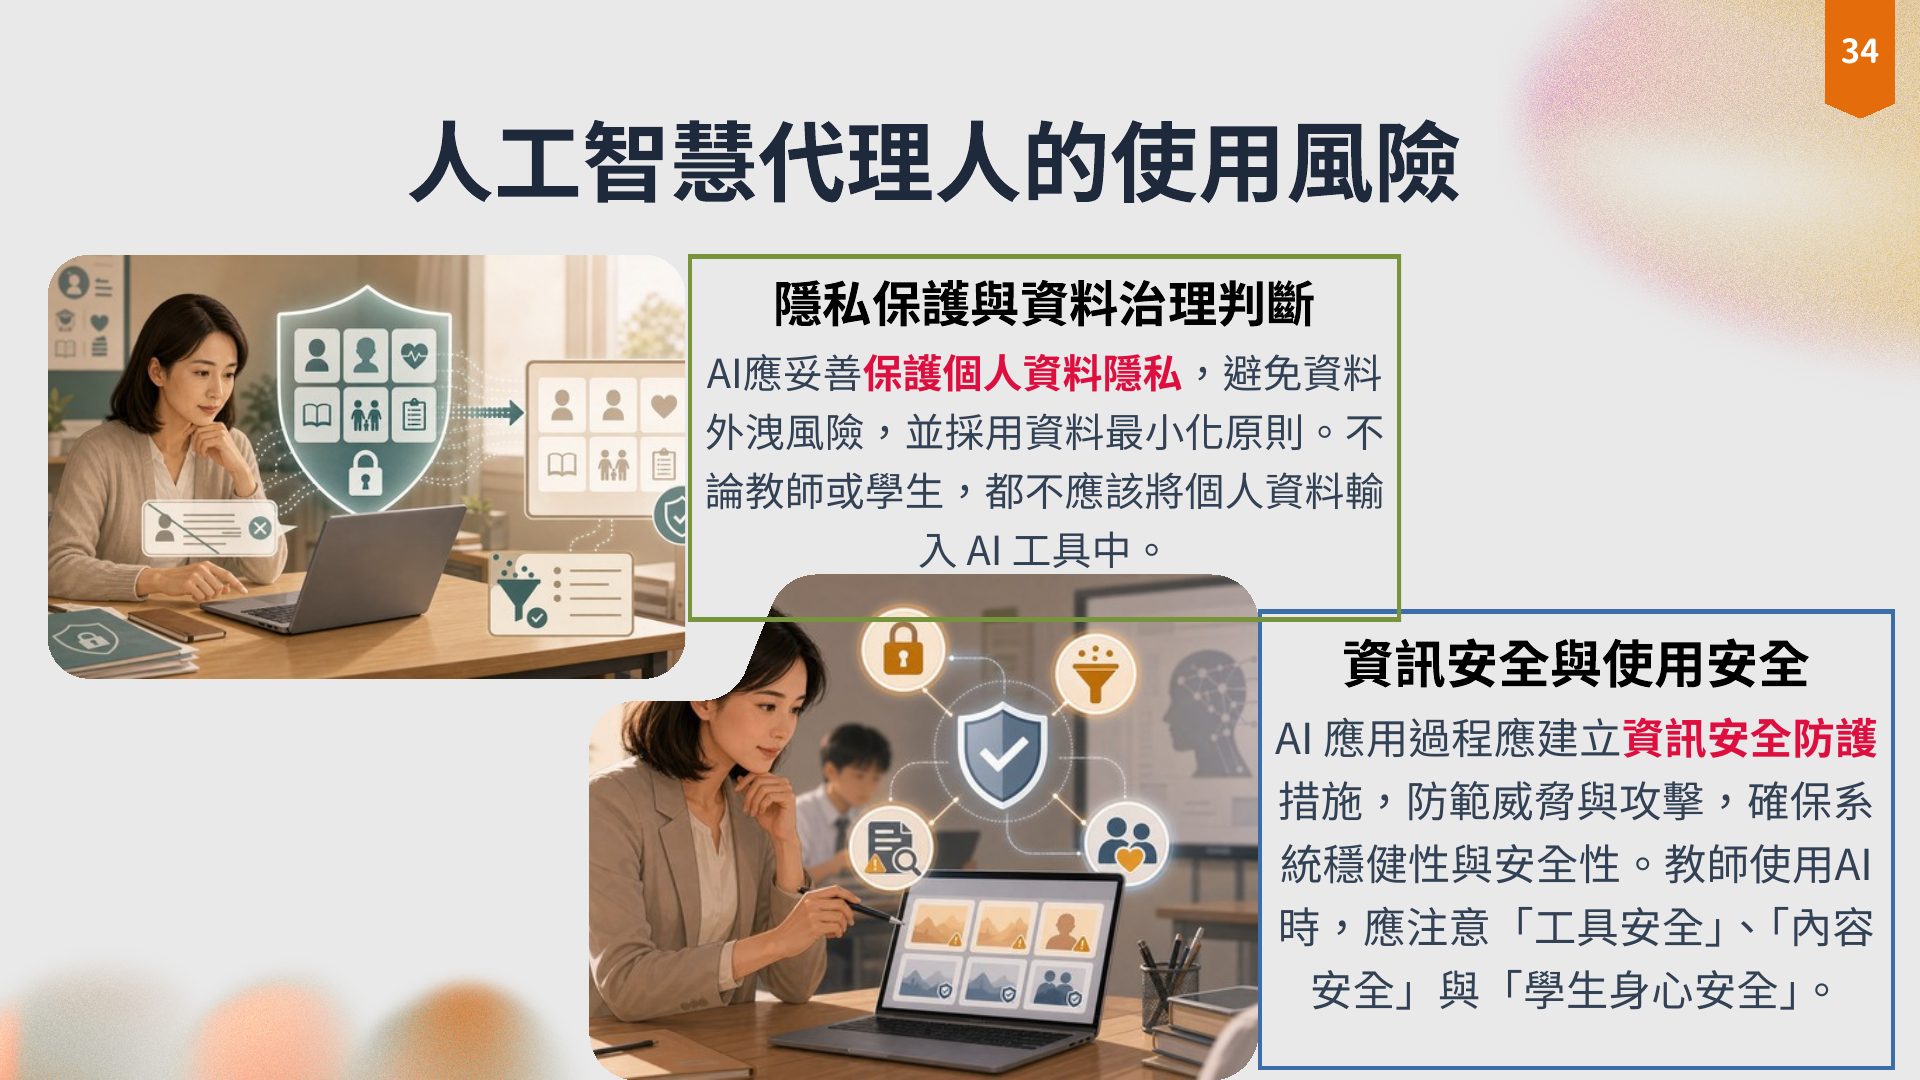 34
人工智慧代理人的使用風險
隱私保護與資料治理判斷
AI應妥善保護個人資料隱私，避免資料
外洩風險，並採用資料最小化原則。不
論教師或學生，都不應該將個人資料輸
入 AI 工具中。
資訊安全與使用安全
AI 應用過程應建立資訊安全防護
措施，防範威脅與攻擊，確保系
統穩健性與安全性。教師使用AI
時，應注意「工具安全」、「內容
安全」與「學生身心安全」。